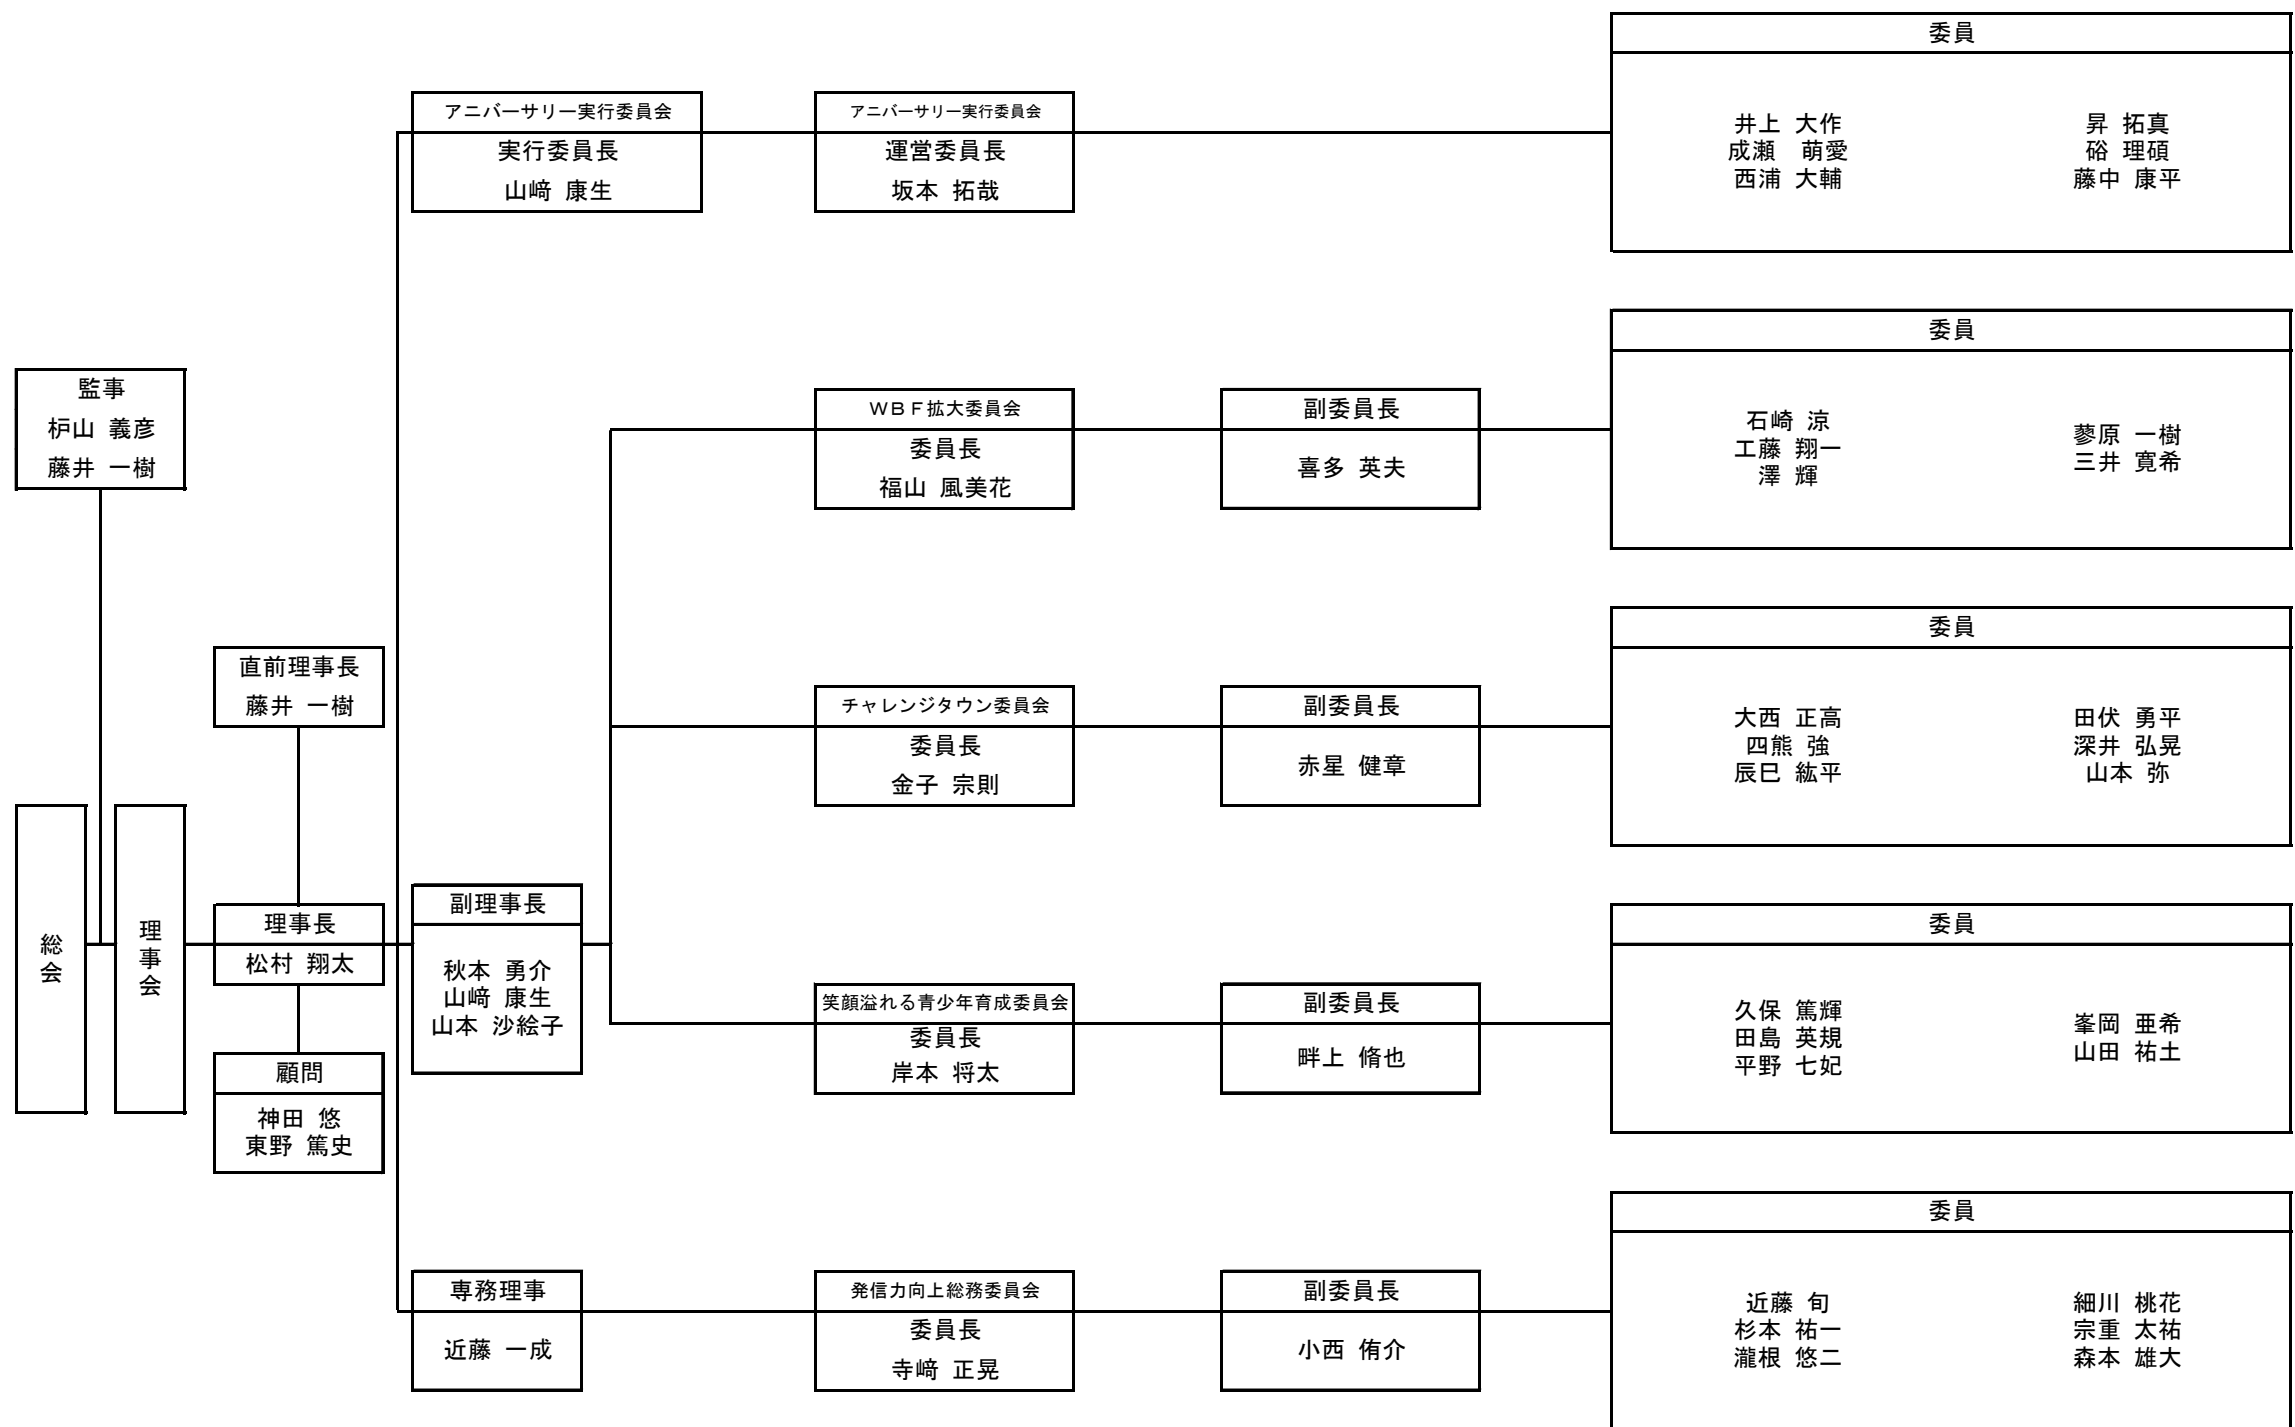 監事
枦山 義彦
藤井 一樹
総会
理事会
直前理事長
藤井 一樹
理事長
松村 翔太
顧問
神田 悠
東野 篤史
アニバーサリー実行委員会
実行委員長
山﨑 康生
アニバーサリー実行委員会
運営委員長
坂本 拓哉
委員
井上 大作
成瀬　萌愛
西浦 大輔
昇 拓真
硲 理碩
藤中 康平
副理事長
秋本 勇介
山﨑 康生
山本 沙絵子
ＷＢＦ拡大委員会
委員長
福山 風美花
副委員長
喜多 英夫
委員
石崎 涼
工藤 翔一
澤 輝
蓼原 一樹
三井 寛希
チャレンジタウン委員会
委員長
金子 宗則
副委員長
赤星 健章
委員
大西 正高
四熊 強
辰巳 紘平
田伏 勇平
深井 弘晃
山本 弥
笑顔溢れる青少年育成委員会
委員長
岸本 将太
副委員長
畔上 脩也
委員
久保 篤輝
田島 英規
平野 七妃
峯岡 亜希
山田 祐士
専務理事
近藤 一成
発信力向上総務委員会
委員長
寺﨑 正晃
副委員長
小西 侑介
委員
近藤 旬
杉本 祐一
瀧根 悠二
細川 桃花
宗重 太祐
森本 雄大